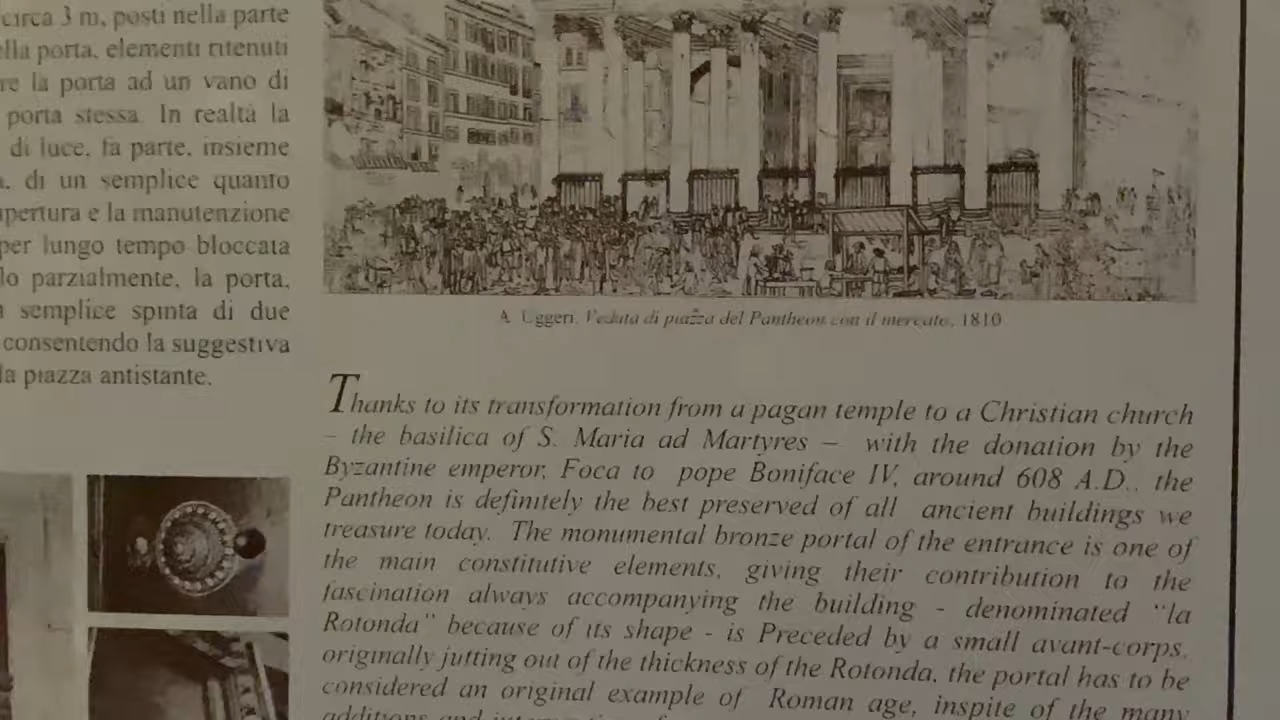 circa 3 m, posti nella parte
lla porta, elementi ritenuti
re la porta ad un vano di
porta stessa. In realtà la
di luce, fa parte, insieme
a, di un semplice quanto
apertura e la manutenzione
per lungo tempo bloccata
lo parzialmente, la porta,
semplice spinta di due
consentendo la suggestiva
la piazza antistante.
A. Uggeri, Veduta di piazza del Pantheon con il mercato, 1810
Thanks to its transformation from a pagan temple to a Christian church
– the basilica of S. Maria ad Martyres – with the donation by the
Byzantine emperor, Foca to pope Boniface IV, around 608 A.D., the
Pantheon is definitely the best preserved of all ancient buildings we
treasure today. The monumental bronze portal of the entrance is one of
the main constitutive elements, giving their contribution to the
fascination always accompanying the building - denominated "la
Rotonda" because of its shape - is Preceded by a small avant-corps,
originally jutting out of the thickness of the Rotonda, the portal has to be
considered an original example of Roman age, inspite of the many
additions and